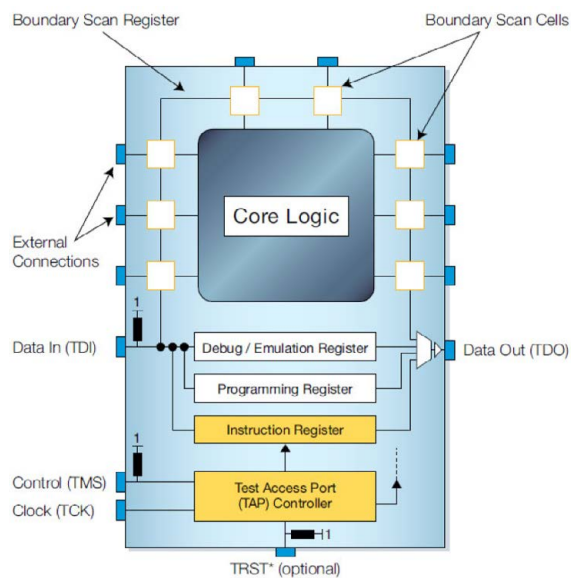 Boundary Scan Register
Boundary Scan Cells
Core Logic
External
Connections
1
Data In (TDI)
Debug / Emulation Register
Data Out (TDO)
Programming Register
Instruction Register
1
Control (TMS)
Test Access Port
(TAP) Controller
Clock (TCK)
1
TRST* (optional)